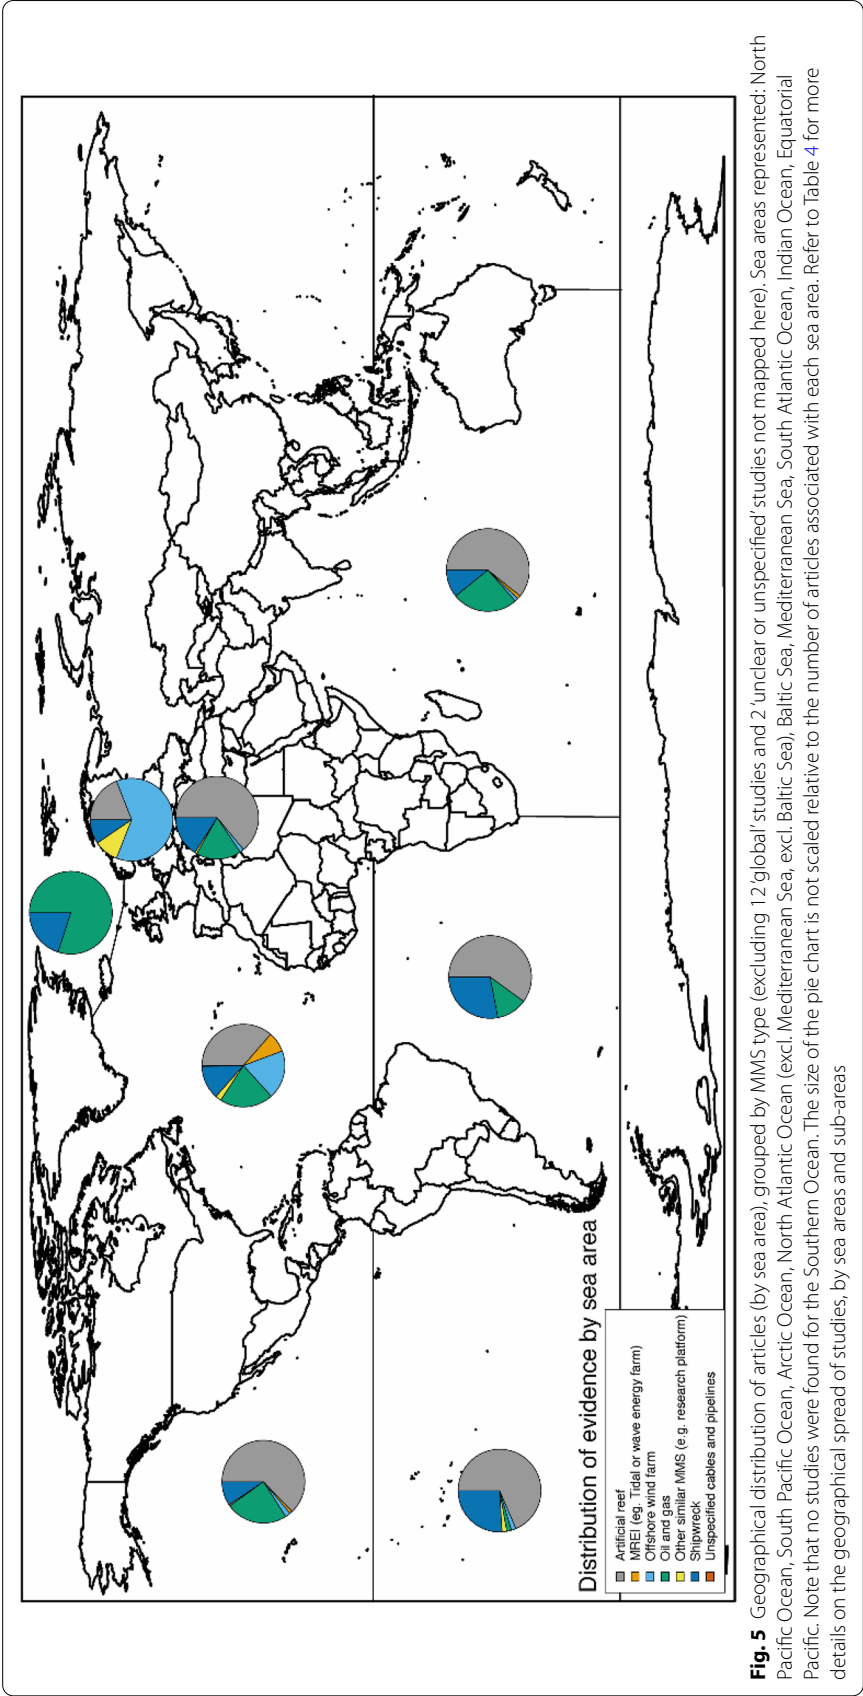 Distribution of evidence by sea area
Artificial reef
MREI (eg. Tidal or wave energy farm)
Offshore wind farm
Oil and gas
Other similar MMS (e.g. research platform)
Shipwreck
Unspecified cables and pipelines
Fig. 5 Geographical distribution of articles (by sea area), grouped by MMS type (excluding 12 ‘global’ studies and 2 ‘unclear or unspecified’ studies not mapped here). Sea areas represented: North
Pacific Ocean, South Pacific Ocean, Arctic Ocean, North Atlantic Ocean (excl. Mediterranean Sea, excl. Baltic Sea), Baltic Sea, Mediterranean Sea, South Atlantic Ocean, Indian Ocean, Equatorial
Pacific. Note that no studies were found for the Southern Ocean. The size of the pie chart is not scaled relative to the number of articles associated with each sea area. Refer to Table 4 for more
details on the geographical spread of studies, by sea areas and sub-areas